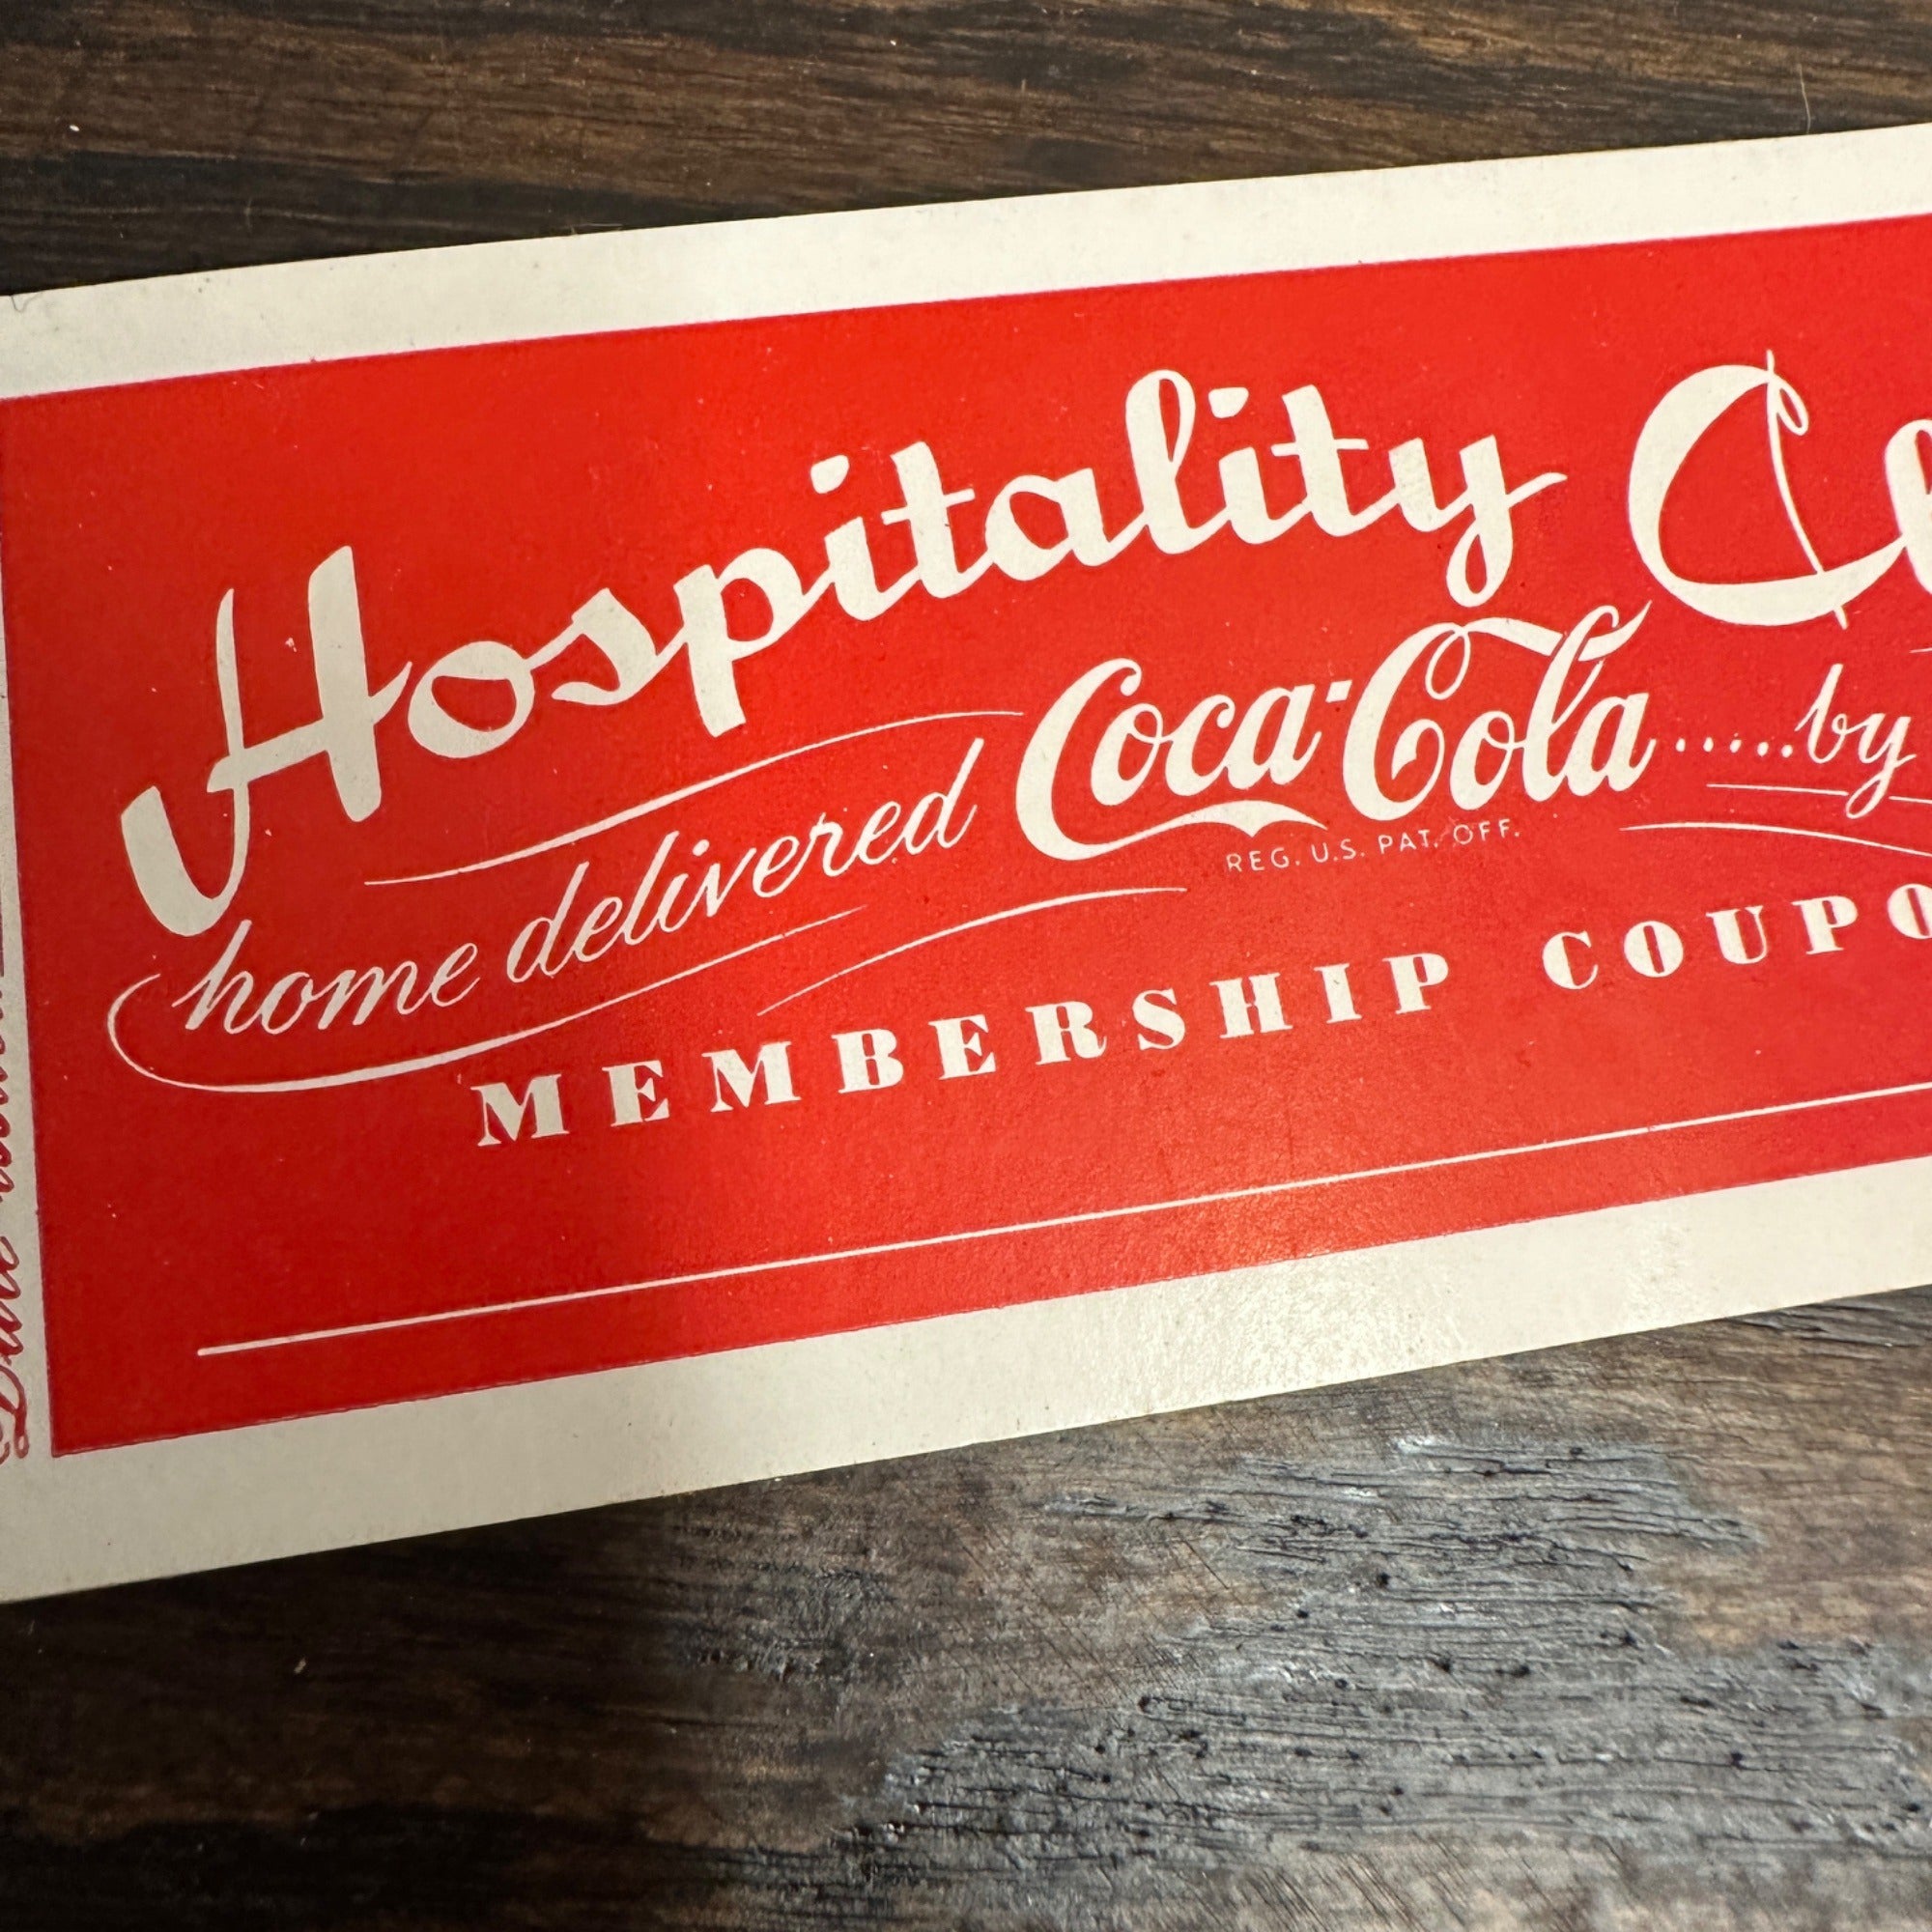 Hospitality
home delivered Coca-Cola.....by
REG. U.S. PAT. OFF.
MEMBERSHIP